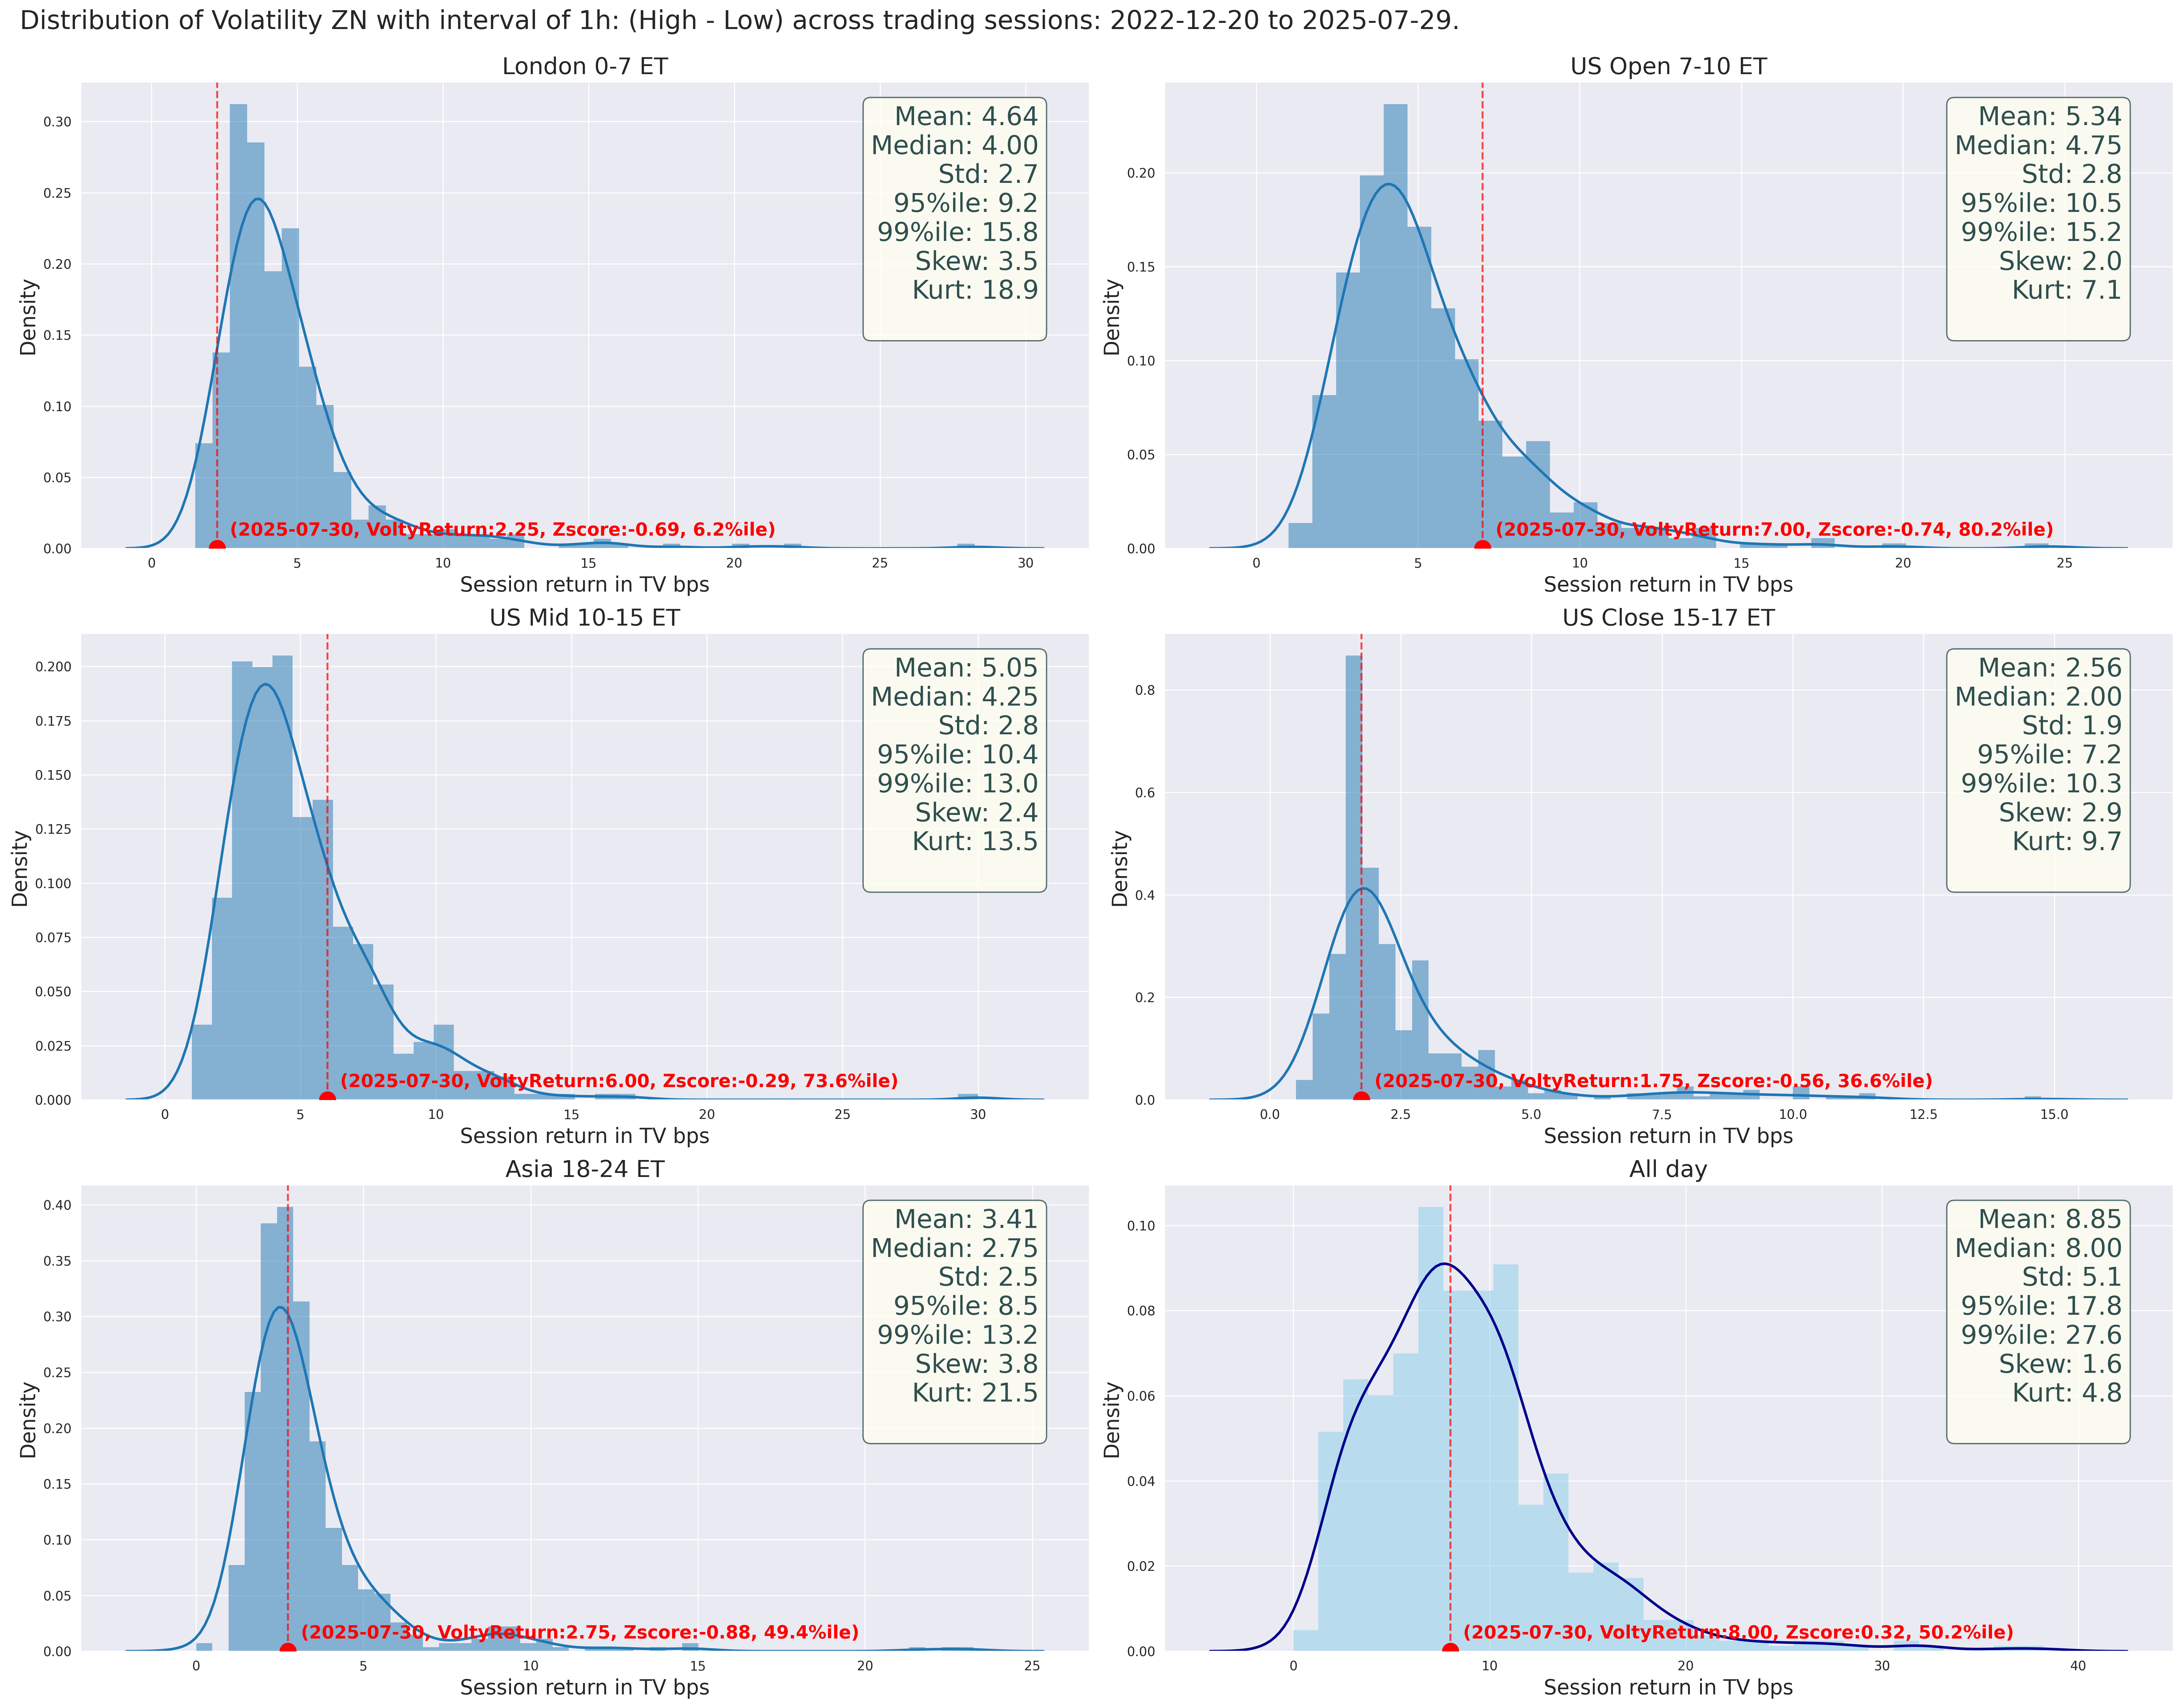 Distribution of Volatility ZN with interval of 1h: (High - Low) across trading sessions: 2022-12-20 to 2025-07-29.
London 0-7 ET
Density
0.30
0.25
0.20
0.15
0.10
0.05
0.00
Mean: 4.64
Median: 4.00
Std: 2.7
95%ile: 9.2
99%ile: 15.8
Skew: 3.5
Kurt: 18.9
(2025-07-30, VoltyReturn:2.25, Zscore:-0.69, 6.2%ile)
0 5 10 15 20 25 30
Session return in TV bps
US Open 7-10 ET
Density
0.20
0.15
0.10
0.05
0.00
Mean: 5.34
Median: 4.75
Std: 2.8
95%ile: 10.5
99%ile: 15.2
Skew: 2.0
Kurt: 7.1
(2025-07-30, VoltyReturn:7.00, Zscore:-0.74, 80.2%ile)
0 5 10 15 20 25
Session return in TV bps
US Mid 10-15 ET
Density
0.200
0.175
0.150
0.125
0.100
0.075
0.050
0.025
0.000
Mean: 5.05
Median: 4.25
Std: 2.8
95%ile: 10.4
99%ile: 13.0
Skew: 2.4
Kurt: 13.5
(2025-07-30, VoltyReturn:6.00, Zscore:-0.29, 73.6%ile)
0 5 10 15 20 25 30
Session return in TV bps
US Close 15-17 ET
Density
0.8
0.6
0.4
0.2
0.0
Mean: 2.56
Median: 2.00
Std: 1.9
95%ile: 7.2
99%ile: 10.3
Skew: 2.9
Kurt: 9.7
(2025-07-30, VoltyReturn:1.75, Zscore:-0.56, 36.6%ile)
0.0 2.5 5.0 7.5 10.0 12.5 15.0
Session return in TV bps
Asia 18-24 ET
Density
0.40
0.35
0.30
0.25
0.20
0.15
0.10
0.05
0.00
Mean: 3.41
Median: 2.75
Std: 2.5
95%ile: 8.5
99%ile: 13.2
Skew: 3.8
Kurt: 21.5
(2025-07-30, VoltyReturn:2.75, Zscore:-0.88, 49.4%ile)
0 5 10 15 20 25
Session return in TV bps
All day
Density
0.10
0.08
0.06
0.04
0.02
0.00
Mean: 8.85
Median: 8.00
Std: 5.1
95%ile: 17.8
99%ile: 27.6
Skew: 1.6
Kurt: 4.8
(2025-07-30, VoltyReturn:8.00, Zscore:0.32, 50.2%ile)
0 10 20 30 40
Session return in TV bps